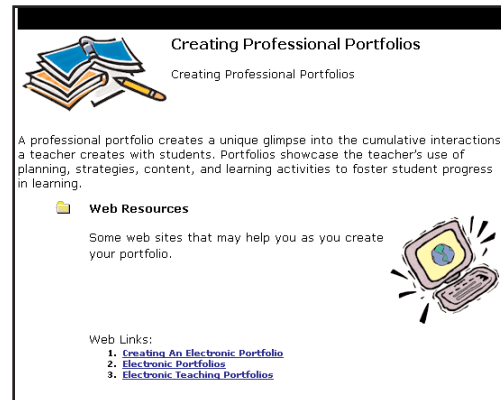 Creating Professional Portfolios
Creating Professional Portfolios
A professional portfolio creates a unique glimpse into the cumulative interactions
a teacher creates with students. Portfolios showcase the teacher's use of
planning, strategies, content, and learning activities to foster student progress
in learning.
Web Resources
Some web sites that may help you as you create
your portfolio.
Web Links:
1. Creating An Electronic Portfolio
2. Electronic Portfolios
3. Electronic Teaching Portfolios